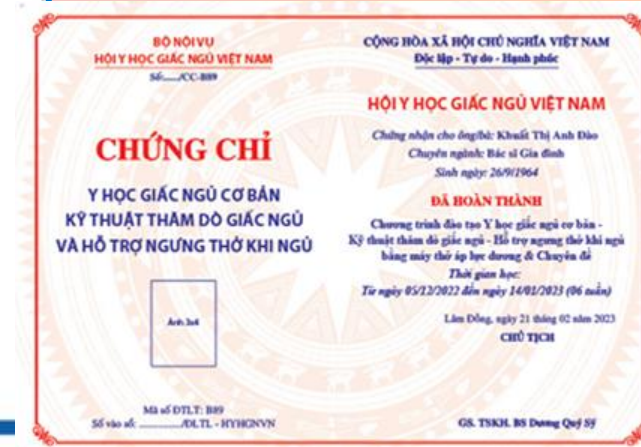 BỘ NỘI VỤ
HỘI Y HỌC GIẤC NGỦ VIỆT NAM
Số:...../CC-B89
CHỨNG CHỈ
Y HỌC GIẤC NGỦ CƠ BẢN
KỸ THUẬT THĂM DÒ GIẤC NGỦ
VÀ HỖ TRỢ NGƯNG THỞ KHI NGỦ
Ảnh 3x4
Mã số ĐTLT: B89
Số vào sổ: ............/ĐLTL - HYHGNVN
CỘNG HÒA XÃ HỘI CHỦ NGHĨA VIỆT NAM
Độc lập - Tự do - Hạnh phúc
HỘI Y HỌC GIẤC NGỦ VIỆT NAM
Chứng nhận cho ông/bà: Khuất Thị Anh Đào
Chuyên ngành: Bác sĩ Gia đình
Sinh ngày: 26/9/1964
ĐÃ HOÀN THÀNH
Chương trình đào tạo Y học giấc ngủ cơ bản -
Kỹ thuật thăm dò giấc ngủ - Hỗ trợ ngưng thở khi ngủ
bằng máy thở áp lực dương & Chuyên đề
Thời gian học:
Từ ngày 05/12/2022 đến ngày 14/01/2023 (06 tuần)
Lâm Đồng, ngày 21 tháng 02 năm 2023
CHỦ TỊCH
GS. TSKH. BS Dương Quý Sỹ